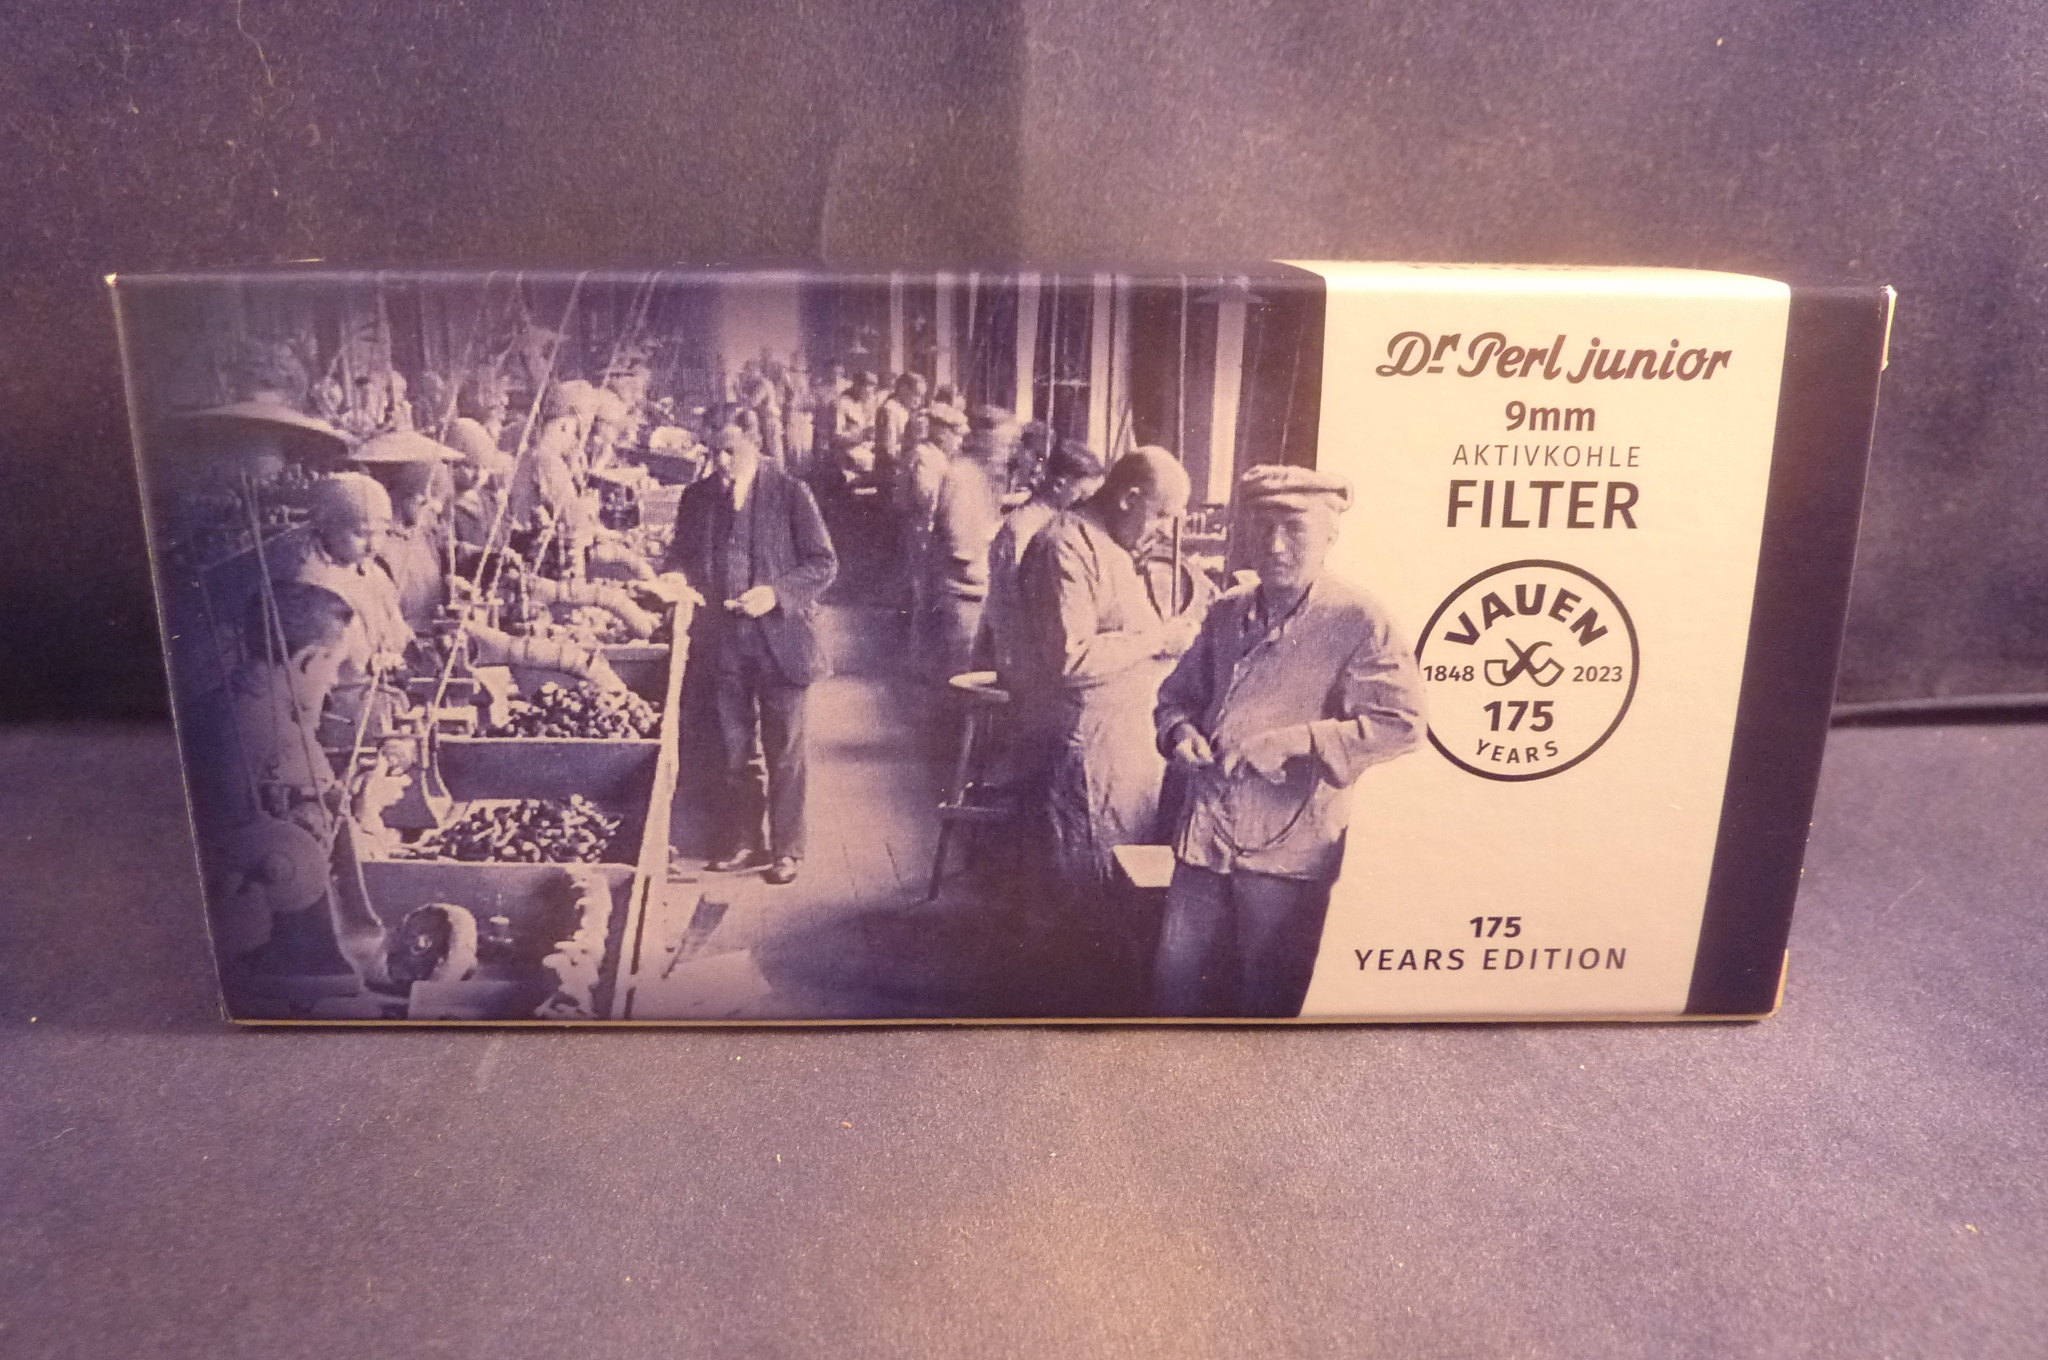 Dr Perl junior
9mm
AKTIVKOHLE
FILTER
VAUEN
1848 2023
175
YEARS
175
YEARS EDITION